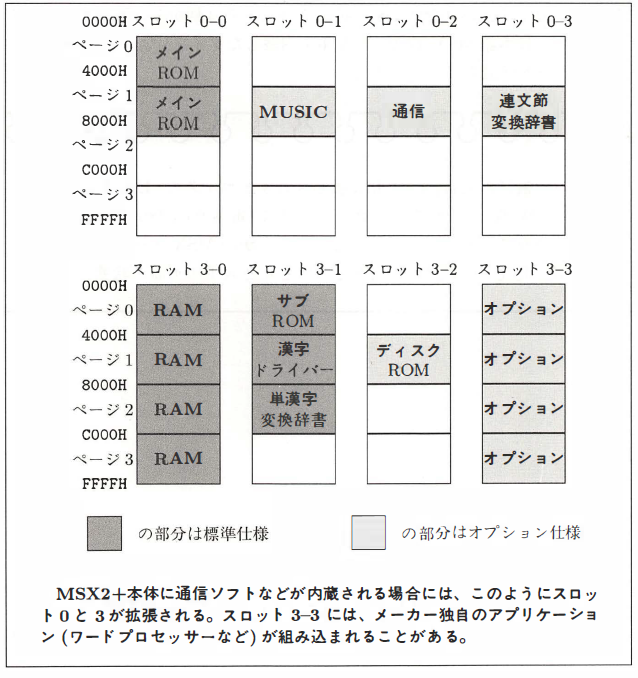 スロット 0–0 スロット 0–1 スロット 0–2 スロット 0–3
0000H
ページ 0
メイン
ROM
4000H
ページ 1
メイン
ROM
MUSIC
通信
連文節
変換辞書
8000H
ページ 2
C000H
ページ 3
FFFFH
スロット 3–0 スロット 3–1 スロット 3–2 スロット 3–3
0000H
ページ 0
RAM
サブ
ROM
オプション
4000H
ページ 1
RAM
漢字
ドライバー
ディスク
ROM
オプション
8000H
ページ 2
RAM
単漢字
変換辞書
オプション
C000H
ページ 3
RAM
オプション
FFFFH
の部分は標準仕様
の部分はオプション仕様
MSX2+本体に通信ソフトなどが内蔵される場合には、このようにスロッ
ト 0 と 3 が拡張される。スロット 3–3 には、メーカー独自のアプリケーショ
ン (ワードプロセッサーなど) が組み込まれることがある。